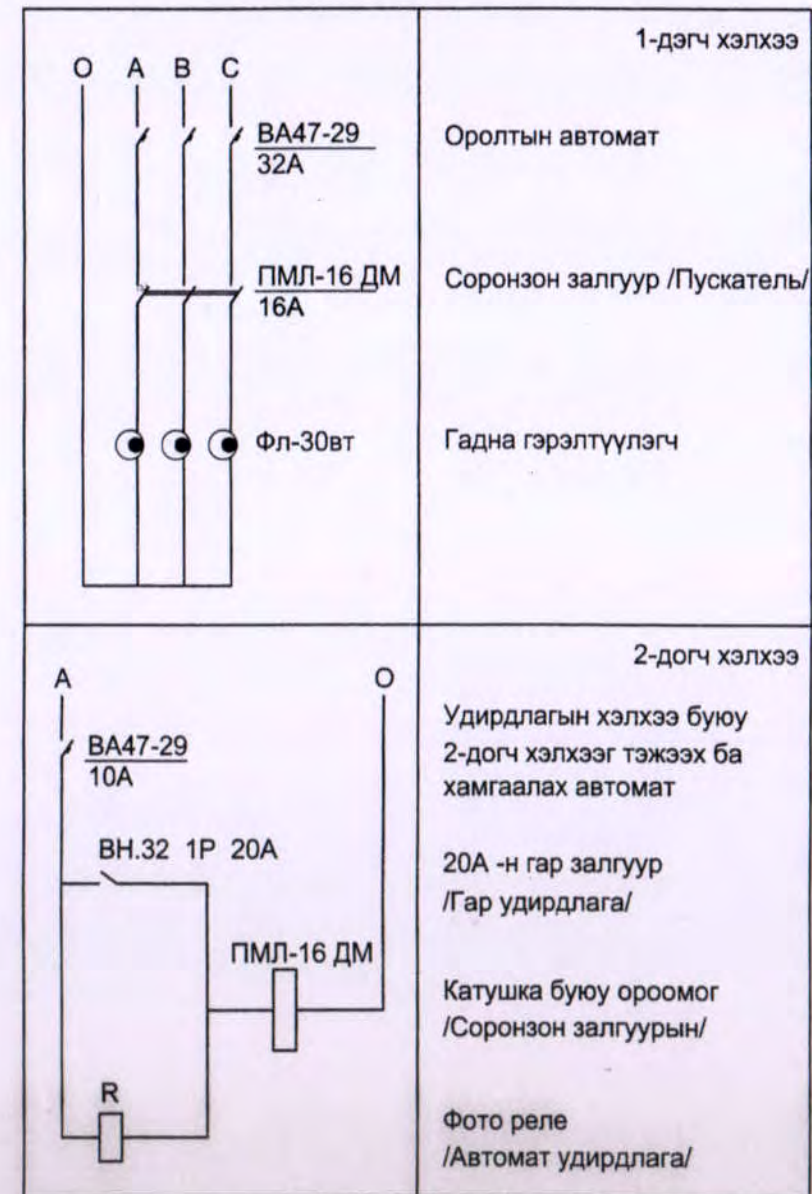 1-дэгч хэлхээ
О А В С
ВА47-29
32А
Оролтын автомат
ПМЛ-16 ДМ
16А
Соронзон залгуур /Пускатель/
Фл-30вт
Гадна гэрэлтүүлэгч
2-догч хэлхээ
А О
ВА47-29
10А
Удирдлагын хэлхээ буюу
2-догч хэлхээг тэжээх ба
хамгаалах автомат
ВН.32 1Р 20А
20А -н гар залгуур
/Гар удирдлага/
ПМЛ-16 ДМ
Катушка буюу ороомог
/Соронзон залгуурын/
R
Фото реле
/Автомат удирдлага/